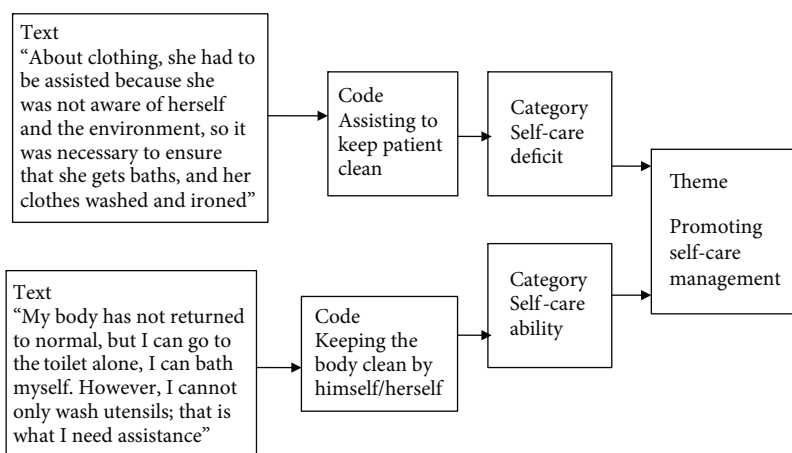 Text
“About clothing, she had to
be assisted because she
was not aware of herself
and the environment, so it
was necessary to ensure
that she gets baths, and her
clothes washed and ironed”
Code
Assisting to
keep patient
clean
Category
Self-care
deficit
Theme
Promoting
self-care
management
Text
“My body has not returned
to normal, but I can go to
the toilet alone, I can bath
myself. However, I cannot
only wash utensils; that is
what I need assistance”
Code
Keeping the
body clean by
himself/herself
Category
Self-care
ability